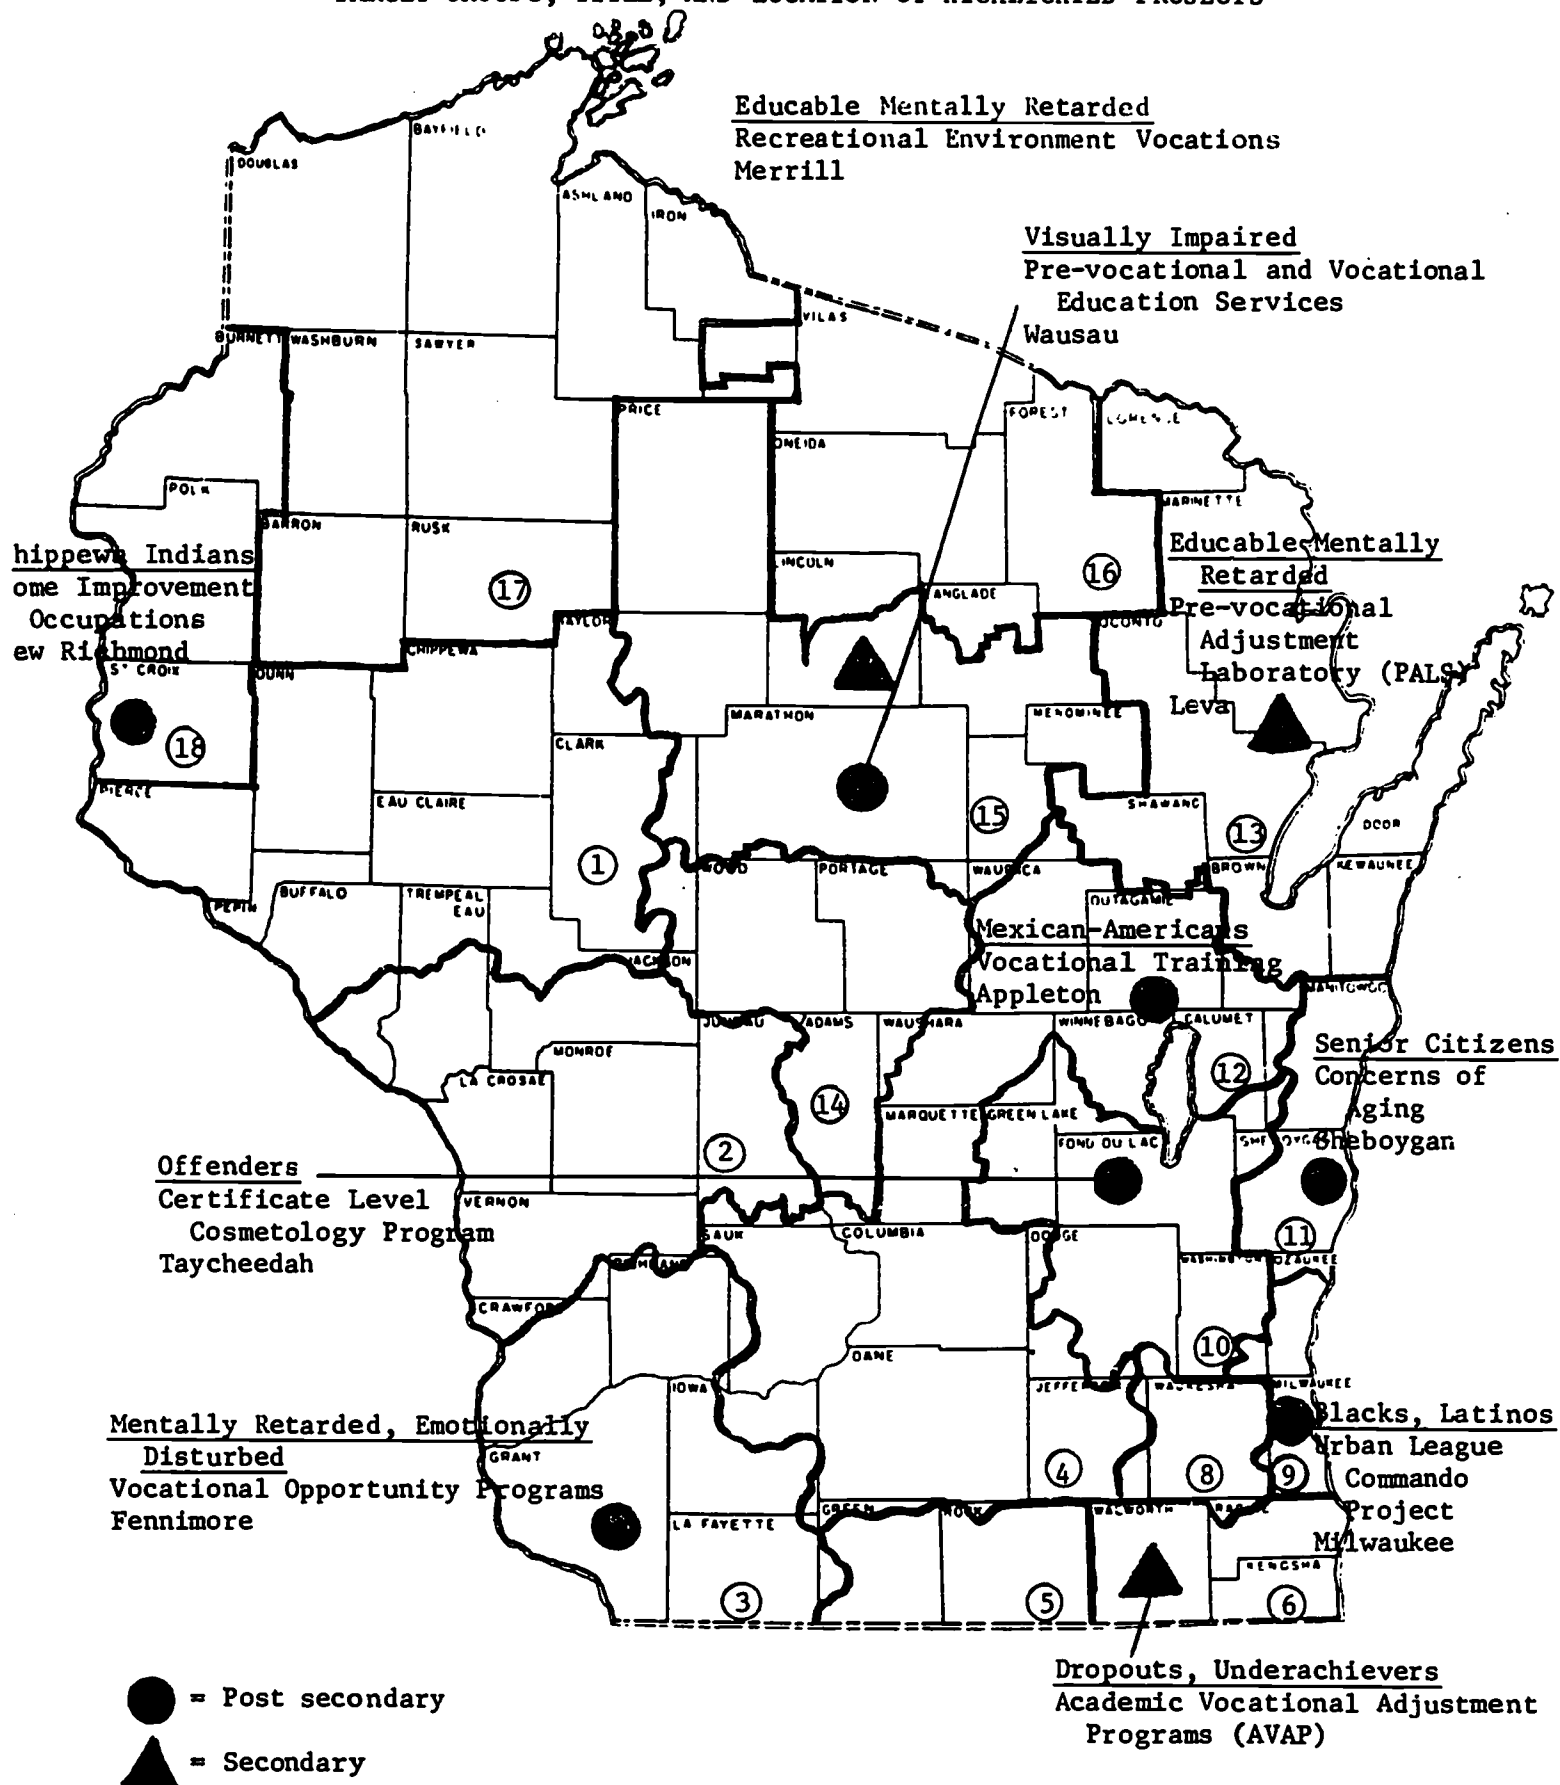 Educable Mentally Retarded
Recreational Environment Vocations
Merrill
Visually Impaired
Pre-vocational and Vocational
Education Services
Wausau
BAYFIELD
DOUGLAS
ASHLAND
IRON
VILAS
BURNETT
WASHBURN
SAWYER
PRICE
FOREST
ONEIDA
POLK
MARINETTE
BARRON
RUSK
hippewa Indians
ome Improvement
Occupations
ew Richmond
17
LINCOLN
16
LANGLADE
Educable Mentally
Retarded
Pre-vocational
Adjustment
Laboratory (PALS)
Leva
TAYLOR
OCONTO
CHIPPEWA
ST CROIX
DUNN
18
MARATHON
MENOMINEE
CLARK
PIERCE
EAU CLAIRE
15
SHAWANO
13
DOOR
1
WOOD
PORTAGE
WAUPACA
BROWN
KEWAUNEE
BUFFALO
TREMPEAL
EAU
PEPIN
OUTAGAMIE
Mexican-Americans
Vocational Training
Appleton
JACKSON
MANITOWOC
JUNEAU
ADAMS
WAUSHARA
WINNEBAGO
CALUMET
MONROE
LA CROSSE
Senior Citizens
Concerns of
Aging
Sheboygan
12
14
MARQUETTE
GREEN LAKE
FOND DU LAC
SHEBOYGAN
2
Offenders
Certificate Level
Cosmetology Program
Taycheedah
VERNON
SAUK
COLUMBIA
DODGE
11
RICHLAND
WASHINGTON
OZAUKEE
CRAWFORD
10
DANE
IOWA
JEFFERSON
WAUKESHA
MILWAUKEE
Mentally Retarded, Emotionally
Disturbed
Vocational Opportunity Programs
Fennimore
GRANT
Blacks, Latinos
Urban League
Commando
Project
Milwaukee
4
8
9
LA FAYETTE
GREEN
ROCK
WALWORTH
RACINE
KENOSHA
3
5
6
Dropouts, Underachievers
Academic Vocational Adjustment
Programs (AVAP)
= Post secondary
= Secondary